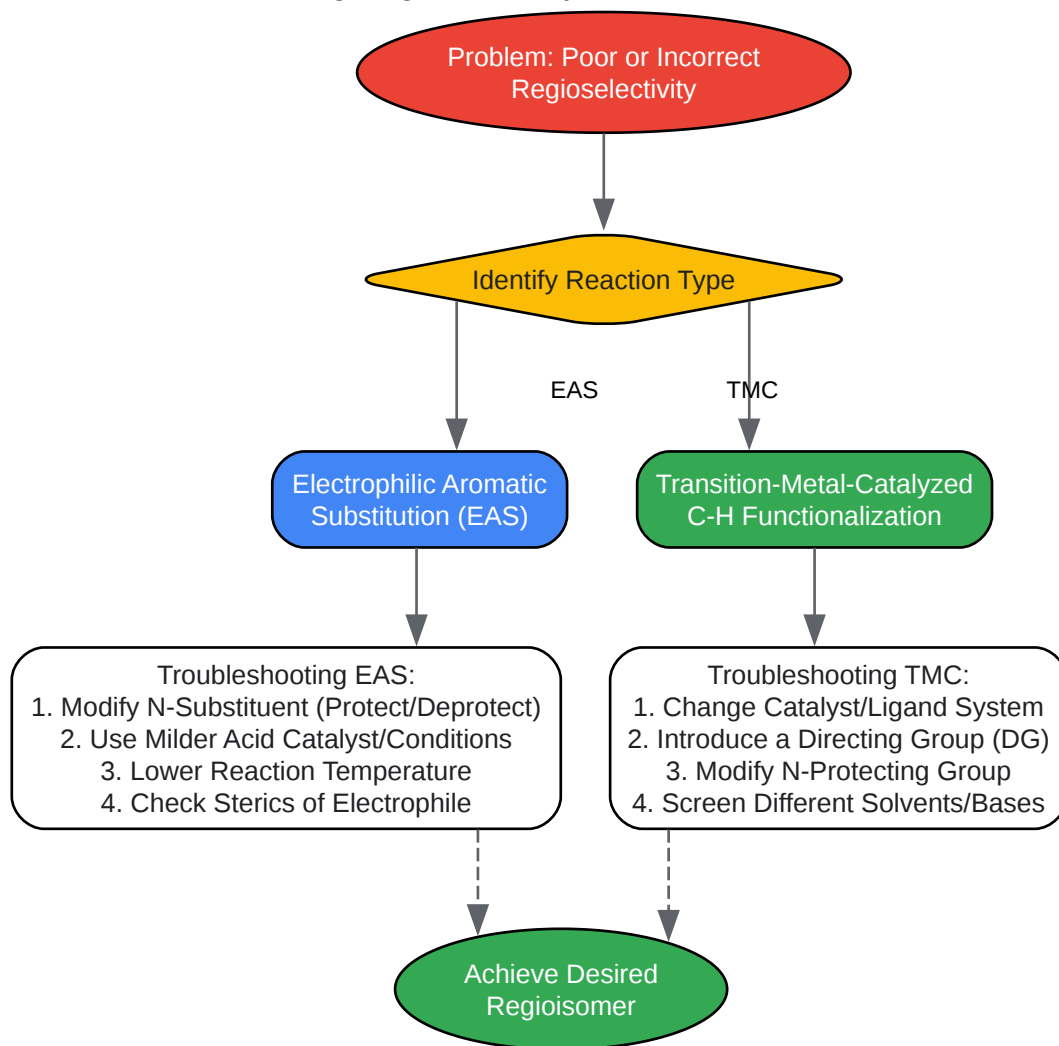 Problem: Poor or Incorrect
Regioselectivity
Identify Reaction Type
EAS
TMC
Electrophilic Aromatic
Substitution (EAS)
Transition-Metal-Catalyzed
C-H Functionalization
Troubleshooting EAS:
1. Modify N-Substituent (Protect/Deprotect)
2. Use Milder Acid Catalyst/Conditions
3. Lower Reaction Temperature
4. Check Sterics of Electrophile
Troubleshooting TMC:
1. Change Catalyst/Ligand System
2. Introduce a Directing Group (DG)
3. Modify N-Protecting Group
4. Screen Different Solvents/Bases
Achieve Desired
Regioisomer